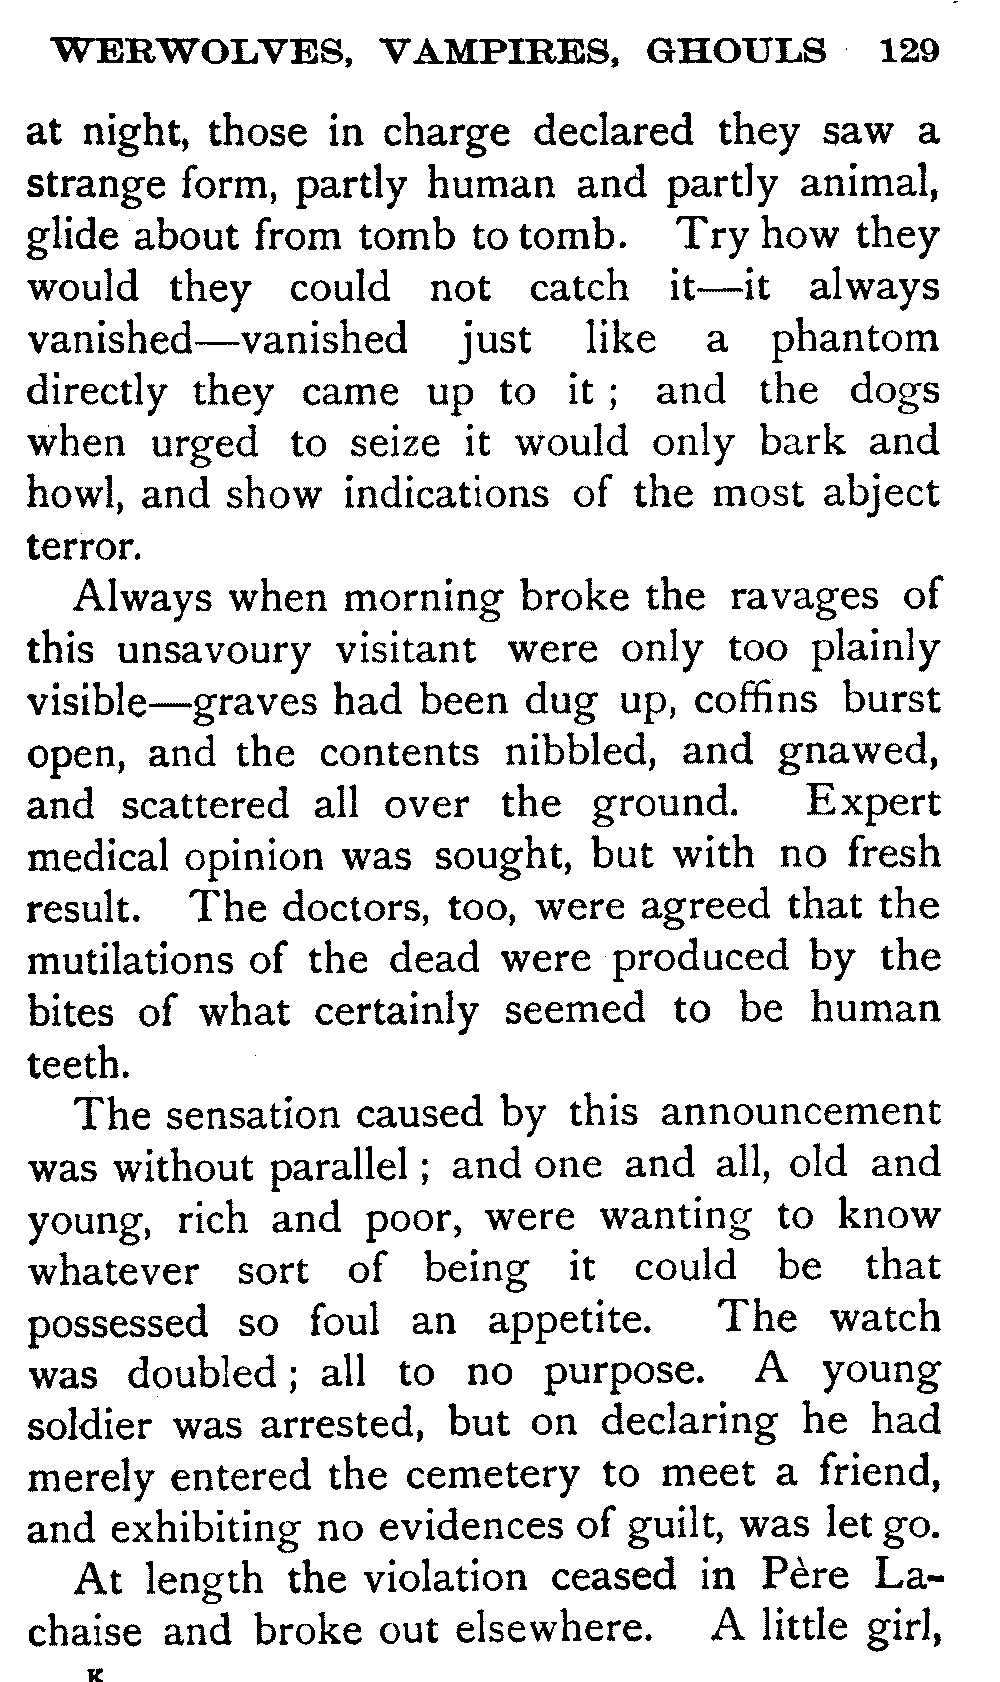 WERWOLVES, VAMPIRES, GHOULS 129
at night, those in charge declared they saw a
strange form, partly human and partly animal,
glide about from tomb to tomb. Try how they
would they could not catch it—it always
vanished—vanished just like a phantom
directly they came up to it ; and the dogs
when urged to seize it would only bark and
howl, and show indications of the most abject
terror.
Always when morning broke the ravages of
this unsavoury visitant were only too plainly
visible—graves had been dug up, coffins burst
open, and the contents nibbled, and gnawed,
and scattered all over the ground. Expert
medical opinion was sought, but with no fresh
result. The doctors, too, were agreed that the
mutilations of the dead were produced by the
bites of what certainly seemed to be human
teeth.
The sensation caused by this announcement
was without parallel ; and one and all, old and
young, rich and poor, were wanting to know
whatever sort of being it could be that
possessed so foul an appetite. The watch
was doubled ; all to no purpose. A young
soldier was arrested, but on declaring he had
merely entered the cemetery to meet a friend,
and exhibiting no evidences of guilt, was let go.
At length the violation ceased in Père La-
chaise and broke out elsewhere. A little girl,
K